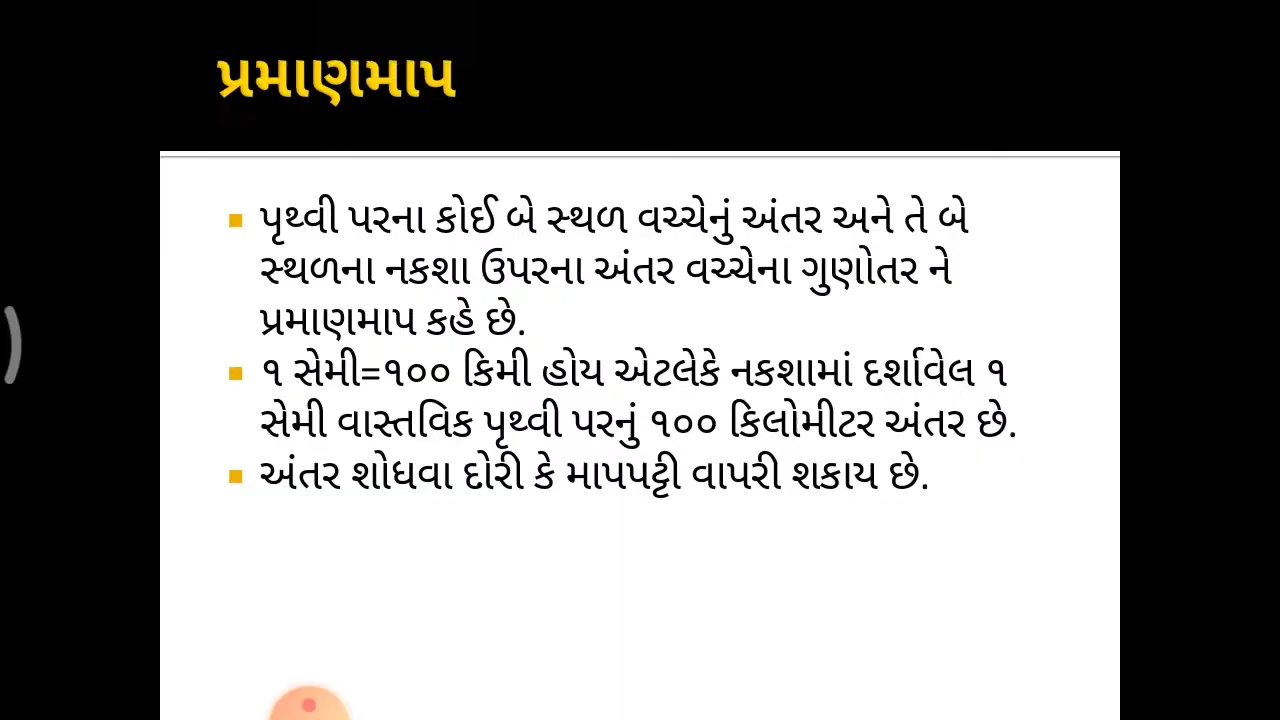 પ્રમાણમાપ
પૃથ્વી પરના કોઈ બે સ્થળ વચ્ચેનું અંતર અને તે બે
સ્થળના નકશા ઉપરના અંતર વચ્ચેના ગુણોતર ને
પ્રમાણમાપ કહે છે.
૧ સેમી=૧૦૦ કિમી હોય એટલેકે નકશામાં દર્શાવેલ ૧
સેમી વાસ્તવિક પૃથ્વી પરનું ૧૦૦ કિલોમીટર અંતર છે.
અંતર શોધવા દોરી કે માપપટ્ટી વાપરી શકાય છે.